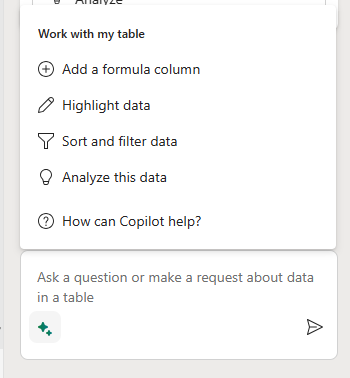 Analyze
Work with my table
Add a formula column
Highlight data
Sort and filter data
Analyze this data
How can Copilot help?
Ask a question or make a request about data
in a table